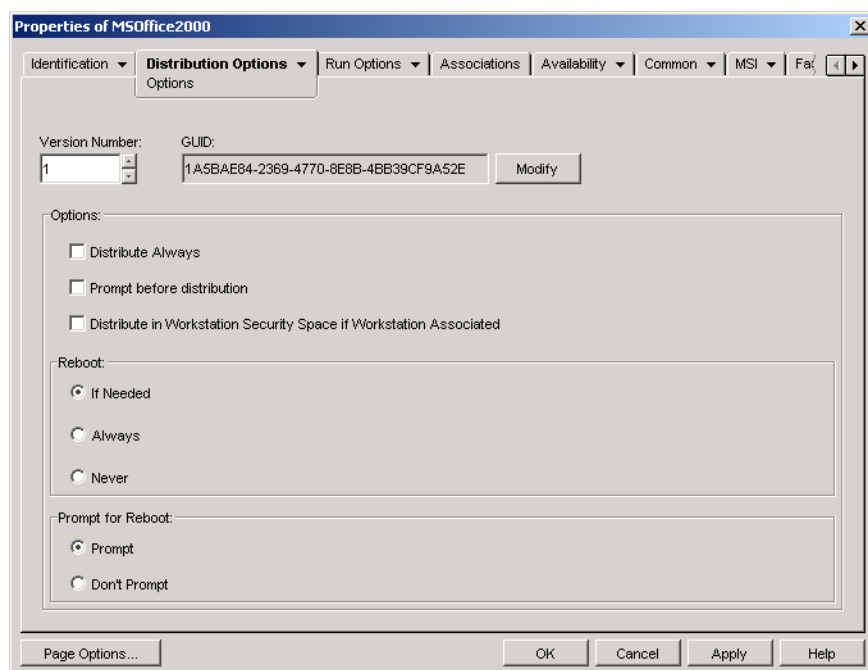 Properties of MSOffice2000
Identification Distribution Options Run Options Associations Availability Common MSI
Options
Version Number: GUID:
1 1A5BAE84-2369-4770-8E8B-4BB39CF9A52E Modify
Options:
Distribute Always
Prompt before distribution
Distribute in Workstation Security Space if Workstation Associated
Reboot:
If Needed
Always
Never
Prompt for Reboot:
Prompt
Don't Prompt
Page Options... OK Cancel Apply Help